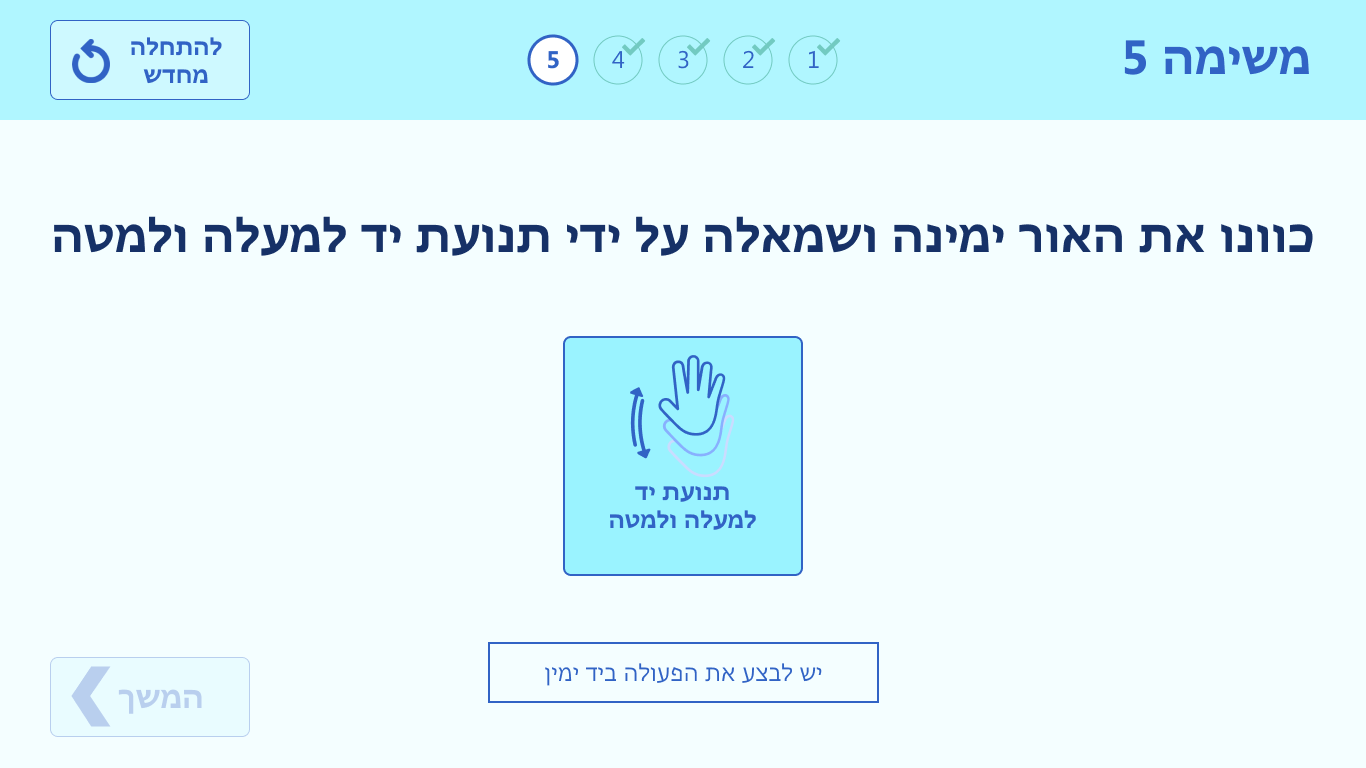 משימה 5
1
2
3
4
5
להתחלה
מחדש
כוונו את האור ימינה ושמאלה על ידי תנועת יד למעלה ולמטה
תנועת יד
למעלה ולמטה
יש לבצע את הפעולה ביד ימין
המשך